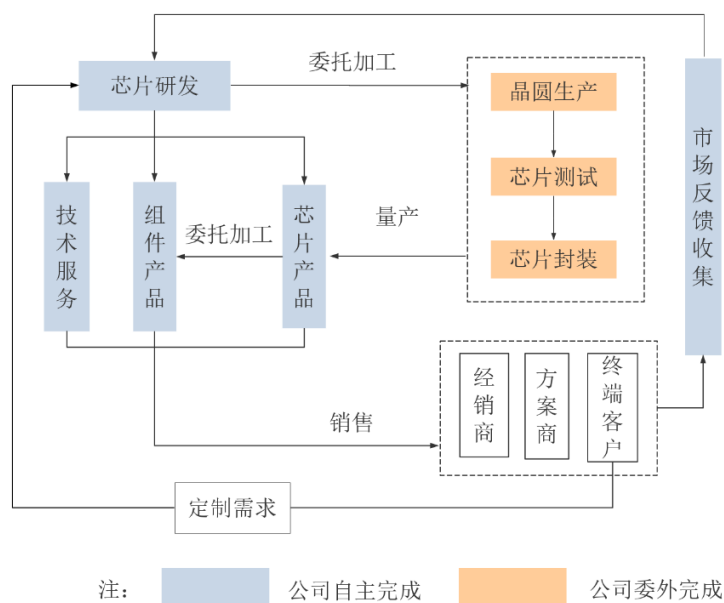 委托加工
芯片研发
晶圆生产
芯片测试
芯片封装
市场反馈收集
技术服务
组件产品
委托加工
芯片产品
量产
经销商
方案商
终端客户
销售
定制需求
注：
公司自主完成
公司委外完成